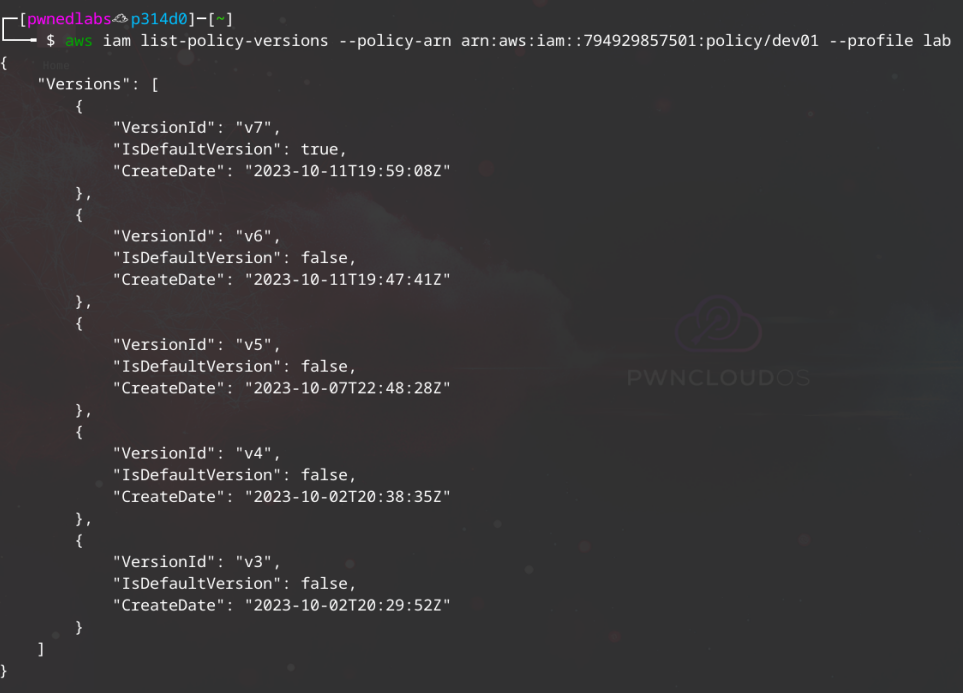 ┌─[pwnedlabs☁p314d0]─[~]
└──╼ $ aws iam list-policy-versions --policy-arn arn:aws:iam::794929857501:policy/dev01 --profile lab
{
    "Versions": [
        {
            "VersionId": "v7",
            "IsDefaultVersion": true,
            "CreateDate": "2023-10-11T19:59:08Z"
        },
        {
            "VersionId": "v6",
            "IsDefaultVersion": false,
            "CreateDate": "2023-10-11T19:47:41Z"
        },
        {
            "VersionId": "v5",
            "IsDefaultVersion": false,
            "CreateDate": "2023-10-07T22:48:28Z"
        },
        {
            "VersionId": "v4",
            "IsDefaultVersion": false,
            "CreateDate": "2023-10-02T20:38:35Z"
        },
        {
            "VersionId": "v3",
            "IsDefaultVersion": false,
            "CreateDate": "2023-10-02T20:29:52Z"
        }
    ]
}
PWNCLOUDOS